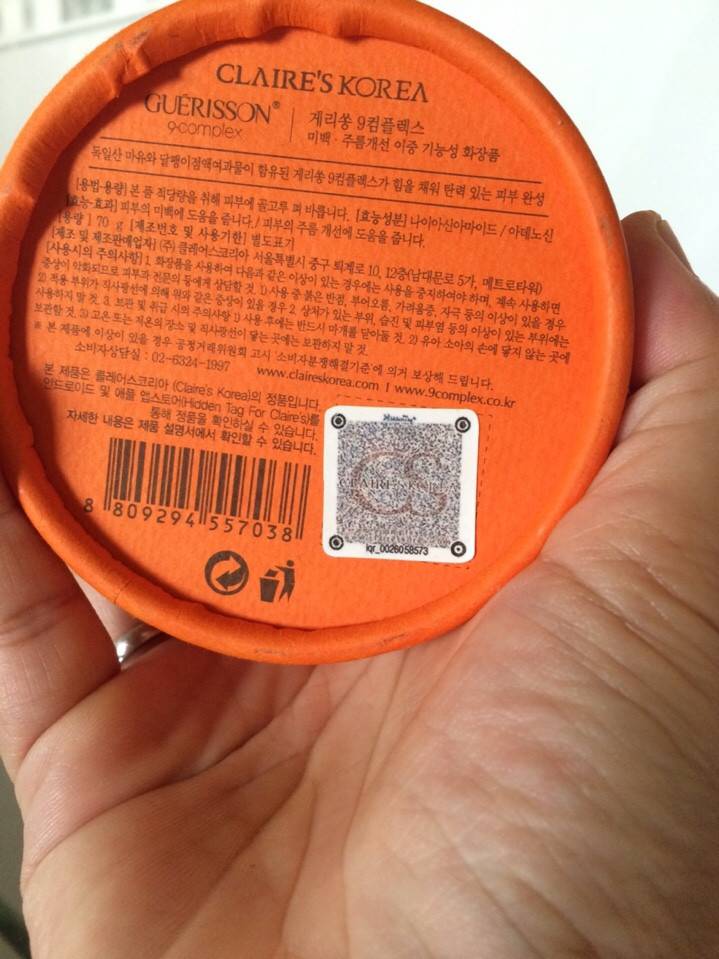 CLAIRE'S KOREA
GUÉRISSON®
9·complex
게리쏭 9컴플렉스
미백 · 주름개선 이중 기능성 화장품
독일산 마유와 달팽이점액여과물이 함유된 게리쏭 9컴플렉스가 힘을 채워 탄력 있는 피부 완성
[용법·용량] 본 품 적당량을 취해 피부에 골고루 펴 바릅니다. [효능성분] 나이아신아마이드 / 아데노신
[효능·효과] 피부의 미백에 도움을 줍니다./ 피부의 주름 개선에 도움을 줍니다.
[용량] 70 g [제조번호 및 사용기한] 별도표기
[제조 및 제조판매업자] (주) 클레어스코리아 서울특별시 중구 퇴계로 10, 12층(남대문로 5가, 메트로타워)
[사용시의 주의사항] 1. 화장품을 사용하여 다음과 같은 이상이 있는 경우에는 사용을 중지하여야 하며, 계속 사용하면
증상이 악화되므로 피부과 전문의 등에게 상담할 것. 1) 사용 중 붉은 반점, 부어오름, 가려움증, 자극 등의 이상이 있을 경우
2) 적용 부위가 직사광선에 의해 위와 같은 증상이 있을 경우 2. 상처가 있는 부위, 습진 및 피부염 등의 이상이 있는 부위에는
사용하지 말 것. 3. 보관 및 취급 시의 주의사항 1) 사용 후에는 반드시 마개를 닫아둘 것. 2) 유아·소아의 손에 닿지 않는 곳에
보관할 것. 3) 고온 또는 저온의 장소 및 직사광선이 닿는 곳에는 보관하지 말 것.
※ 본 제품에 이상이 있을 경우 공정거래위원회 고시 '소비자분쟁해결기준'에 의거 보상해 드립니다.
소비자상담실 : 02-6324-1997 www.claireskorea.com I www.9complex.co.kr
본 제품은 클레어스코리아 (Claire's Korea)의 정품입니다.
안드로이드 및 애플 앱스토어(Hidden Tag For Claire's)를
통해 정품을 확인하실 수 있습니다.
자세한 내용은 제품 설명서에서 확인할 수 있습니다.
8 809294 557038
CLAIRE'S KOREA
iqr_0026058573